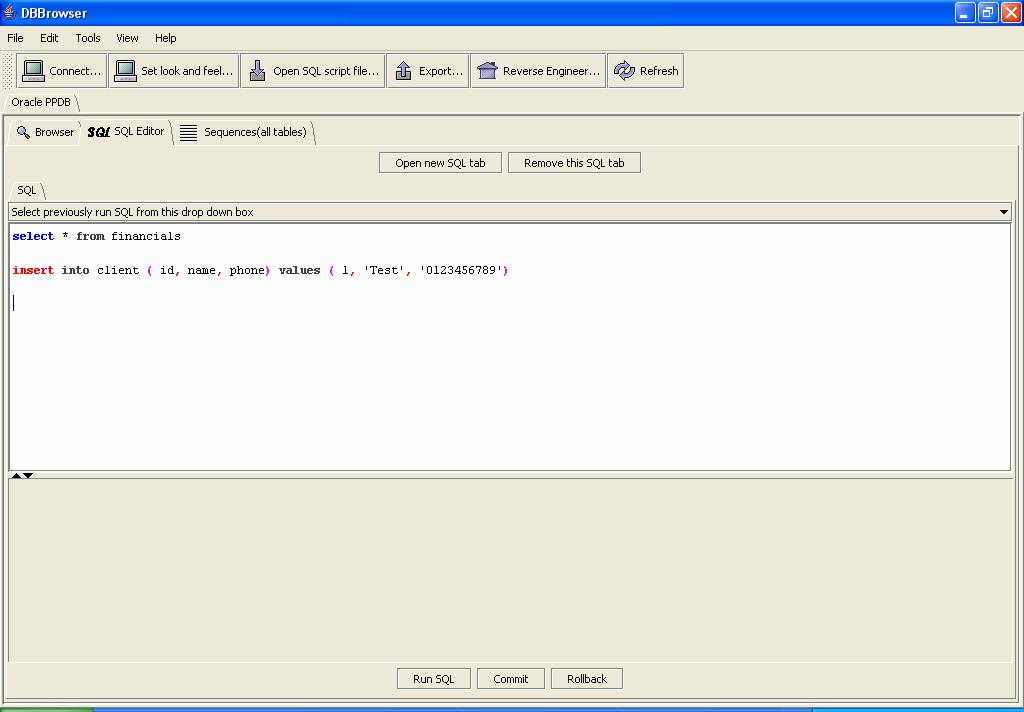 DBBrowser
File Edit Tools View Help
Connect... Set look and feel... Open SQL script file... Export... Reverse Engineer... Refresh
Oracle PPDB
Browser SQL SQL Editor Sequences(all tables)
Open new SQL tab Remove this SQL tab
SQL
Select previously run SQL from this drop down box
select * from financials
insert into client ( id, name, phone) values ( 1, 'Test', '0123456789')
Run SQL Commit Rollback